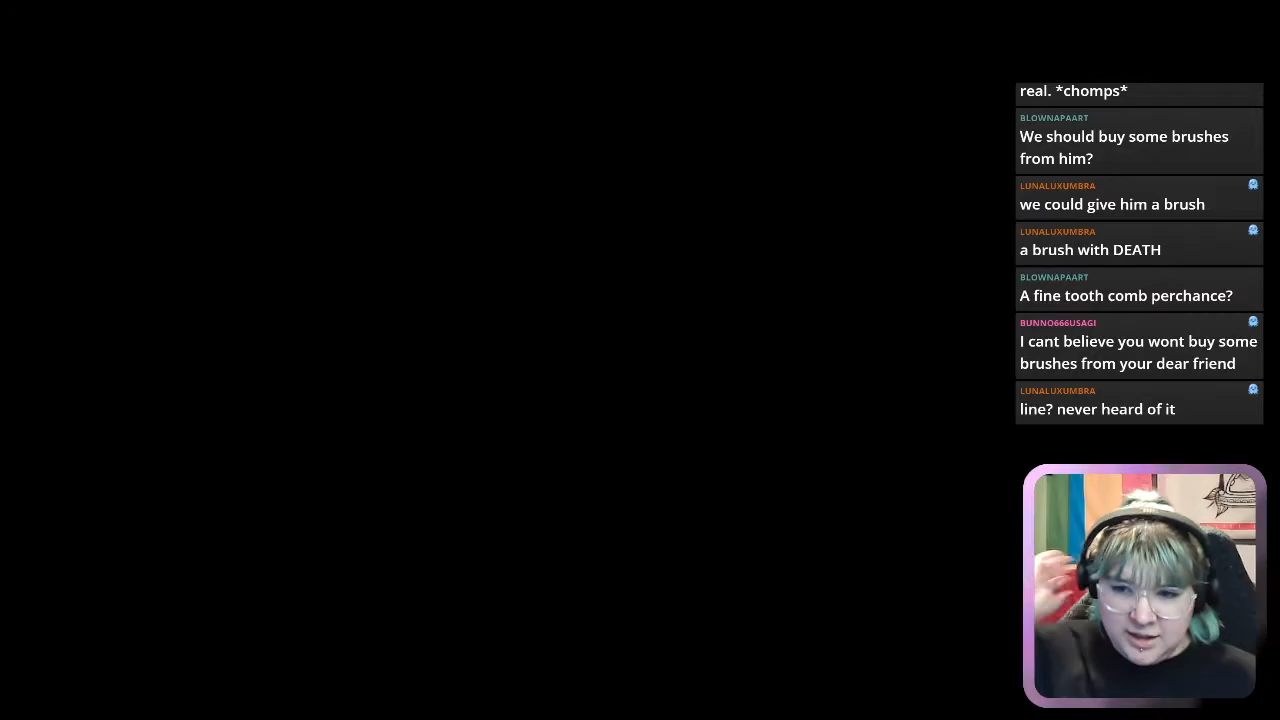 real. *chomps*
BLOWNAPAART
We should buy some brushes
from him?
LUNALUXUMBRA
we could give him a brush
LUNALUXUMBRA
a brush with DEATH
BLOWNAPAART
A fine tooth comb perchance?
BUNNO666USAGI
I cant believe you wont buy some
brushes from your dear friend
LUNALUXUMBRA
line? never heard of it